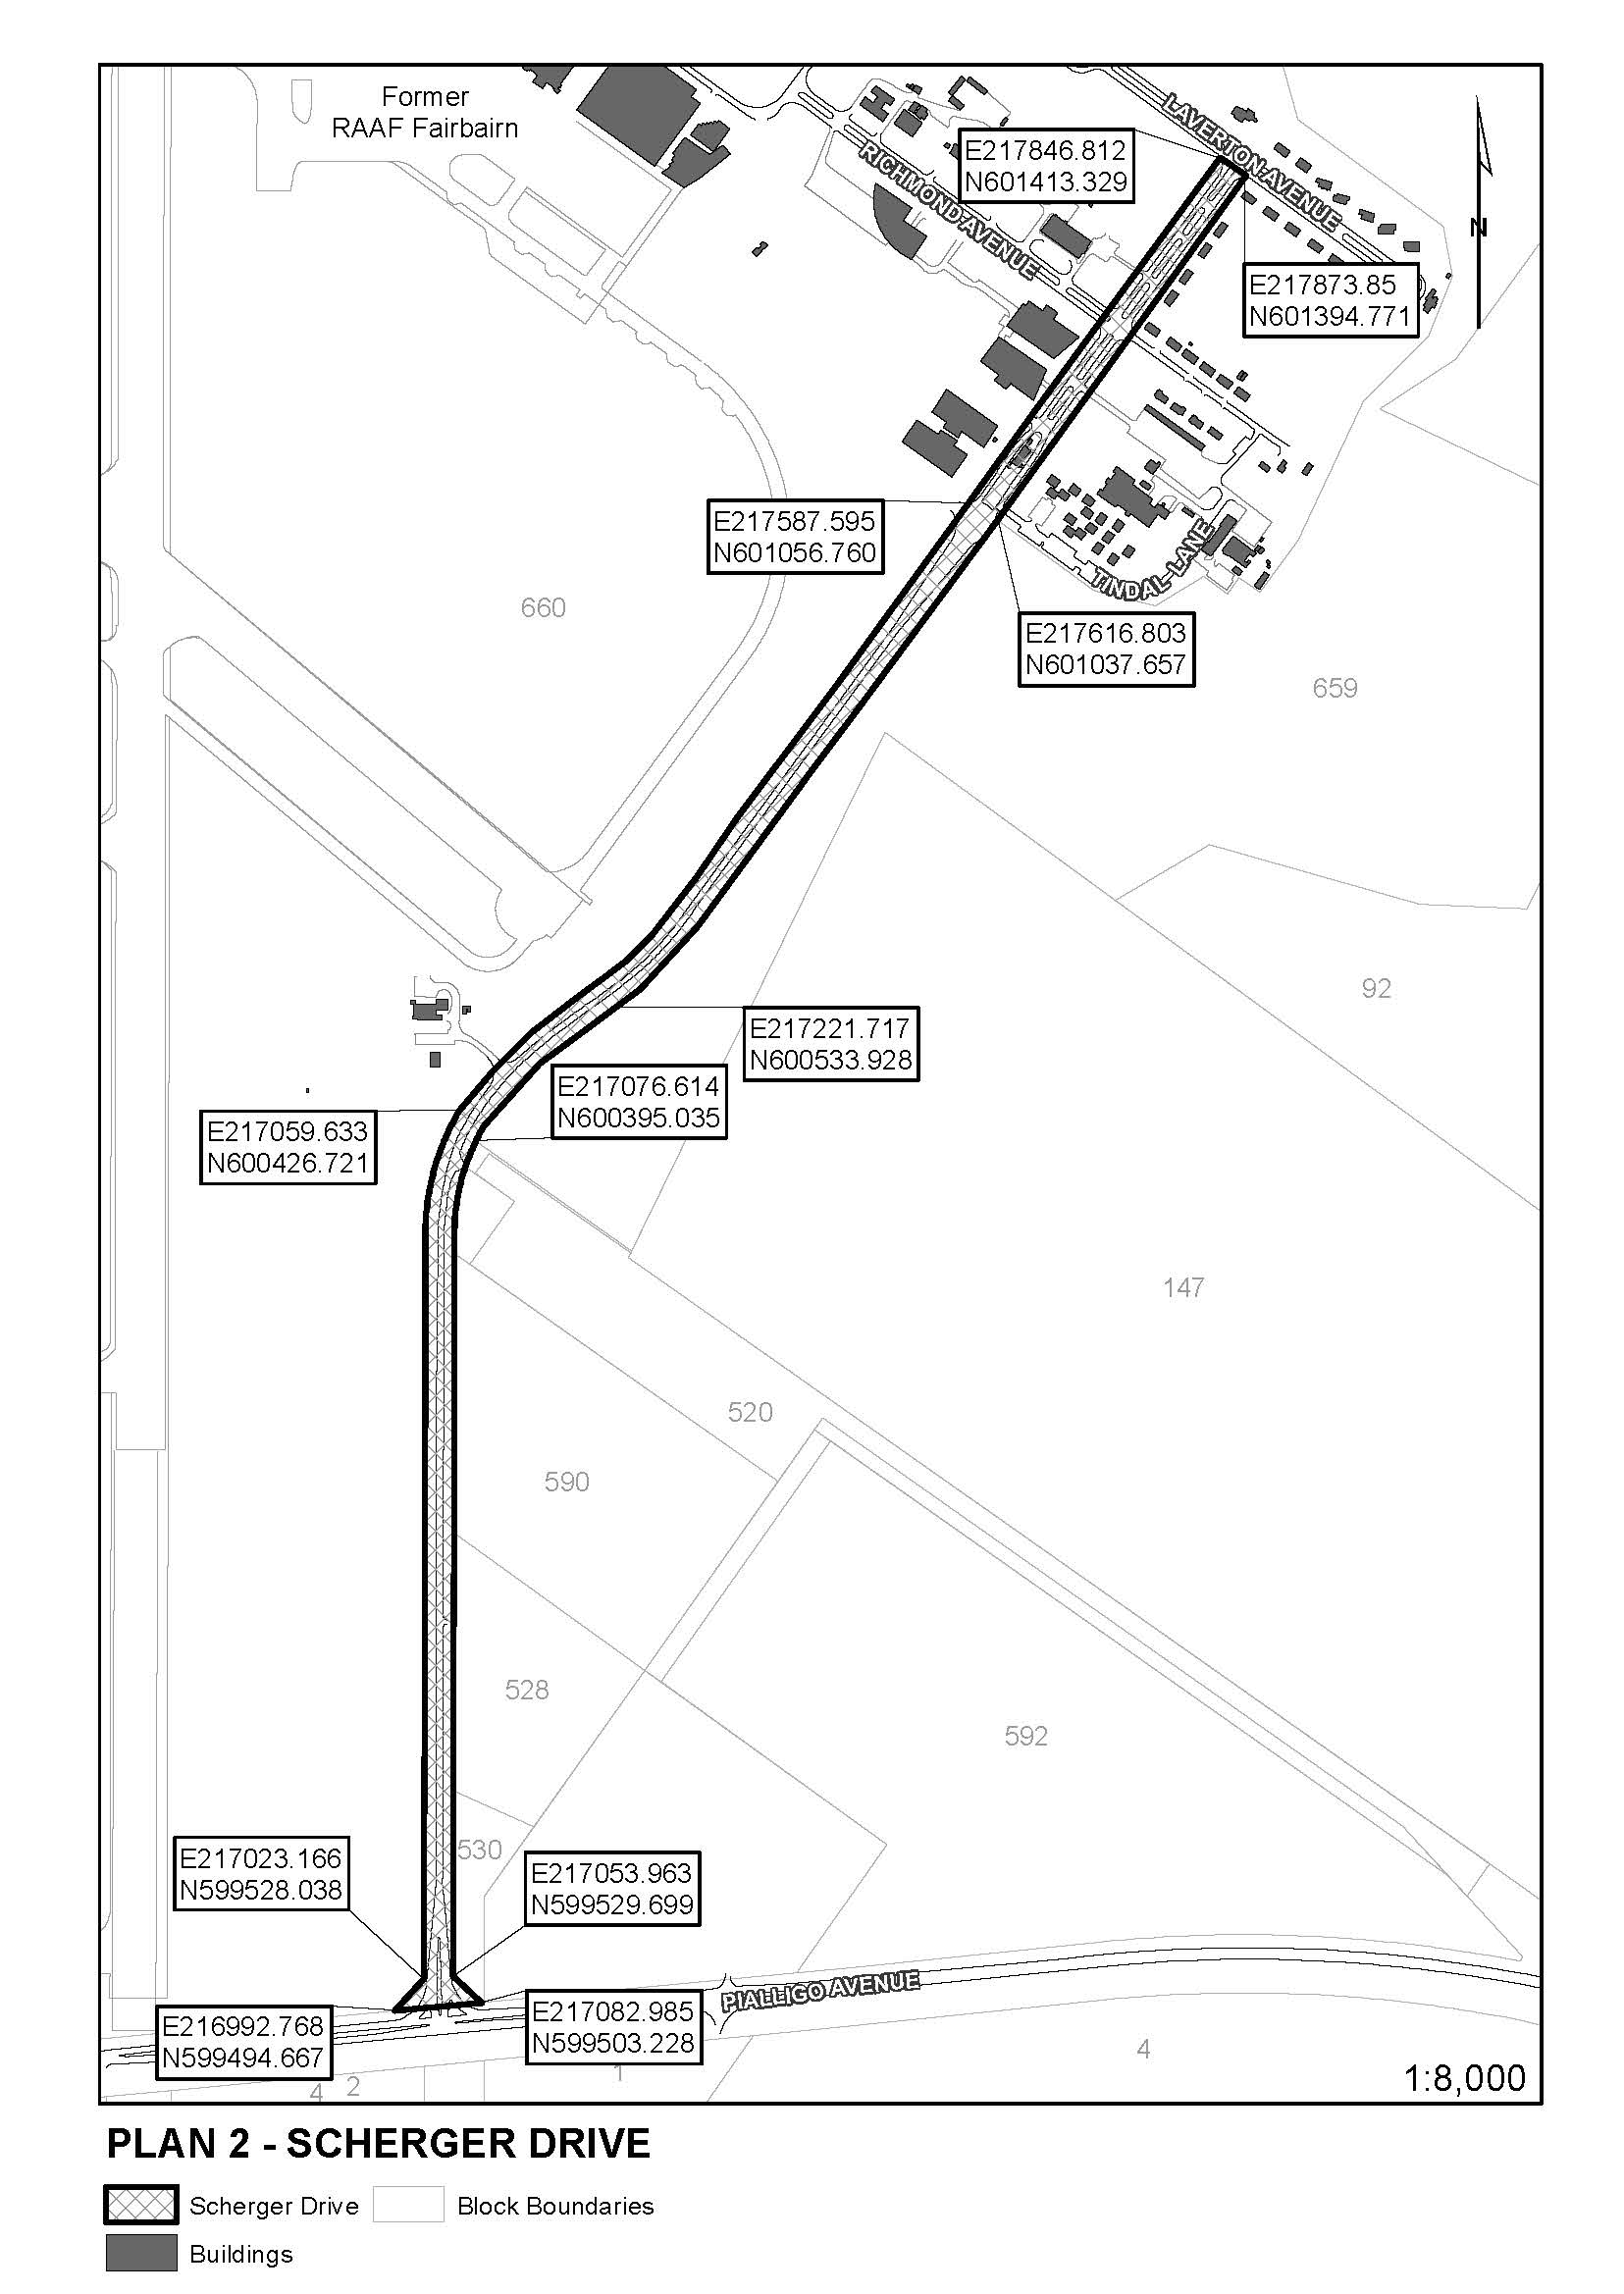 Former
RAAF Fairbairn
LAVERTON AVENUE
RICHMOND AVENUE
E217846.812
N601413.329
N
E217873.85
N601394.771
E217587.595
N601056.760
TINDAL LANE
660
E217616.803
N601037.657
659
92
E217221.717
N600533.928
E217076.614
N600395.035
E217059.633
N600426.721
147
520
590
528
592
530
E217023.166
N599528.038
E217053.963
N599529.699
PIALLIGO AVENUE
E216992.768
N599494.667
E217082.985
N599503.228
4
1
4
2
1:8,000
PLAN 2 - SCHERGER DRIVE
Scherger Drive
Block Boundaries
Buildings